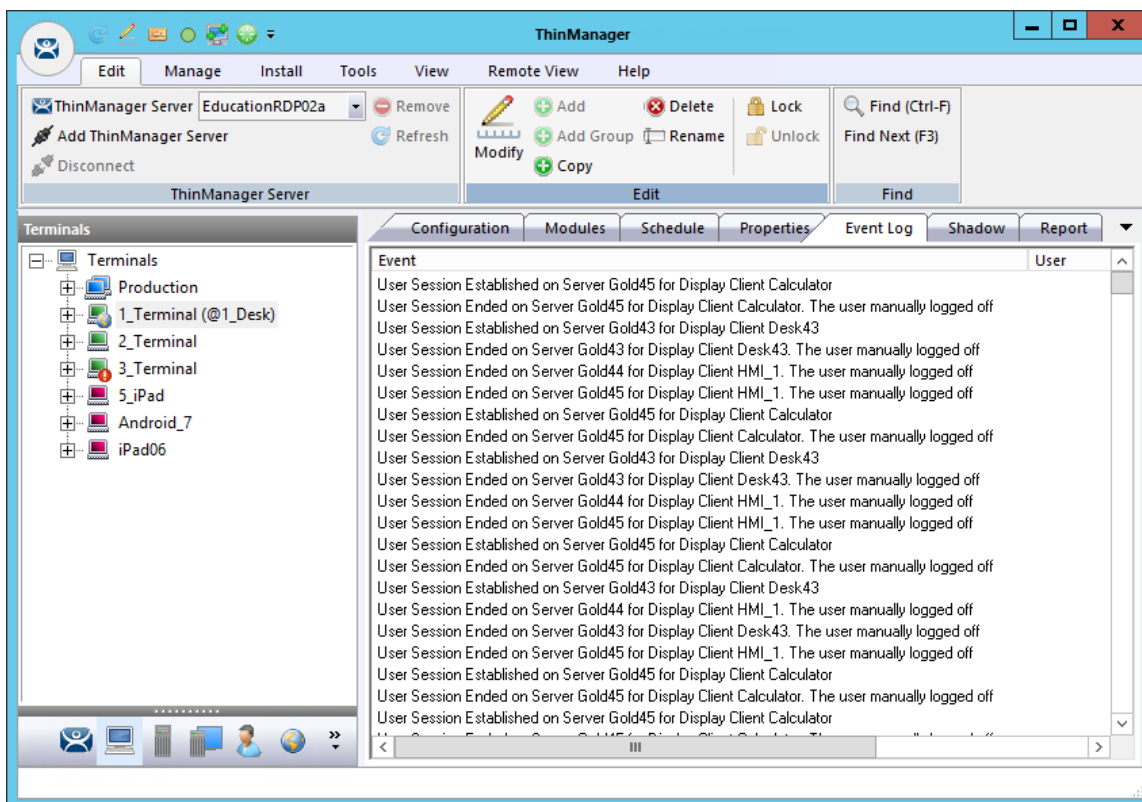 ThinManager
Edit Manage Install Tools View Remote View Help
ThinManager Server EducationRDP02a Remove
Add ThinManager Server Refresh
Disconnect
ThinManager Server
Modify Add Delete Lock
Add Group Rename Unlock
Copy
Edit
Find (Ctrl-F)
Find Next (F3)
Find
Terminals
Terminals
Production
1_Terminal (@1_Desk)
2_Terminal
3_Terminal
5_iPad
Android_7
iPad06
Configuration Modules Schedule Properties Event Log Shadow Report
Event User
User Session Established on Server Gold45 for Display Client Calculator
User Session Ended on Server Gold45 for Display Client Calculator. The user manually logged off
User Session Established on Server Gold43 for Display Client Desk43
User Session Ended on Server Gold43 for Display Client Desk43. The user manually logged off
User Session Ended on Server Gold44 for Display Client HMI_1. The user manually logged off
User Session Ended on Server Gold45 for Display Client HMI_1. The user manually logged off
User Session Established on Server Gold45 for Display Client Calculator
User Session Ended on Server Gold45 for Display Client Calculator. The user manually logged off
User Session Established on Server Gold43 for Display Client Desk43
User Session Ended on Server Gold43 for Display Client Desk43. The user manually logged off
User Session Ended on Server Gold44 for Display Client HMI_1. The user manually logged off
User Session Ended on Server Gold45 for Display Client HMI_1. The user manually logged off
User Session Established on Server Gold45 for Display Client Calculator
User Session Ended on Server Gold45 for Display Client Calculator. The user manually logged off
User Session Established on Server Gold43 for Display Client Desk43
User Session Ended on Server Gold44 for Display Client HMI_1. The user manually logged off
User Session Ended on Server Gold43 for Display Client Desk43. The user manually logged off
User Session Ended on Server Gold45 for Display Client HMI_1. The user manually logged off
User Session Established on Server Gold45 for Display Client Calculator
User Session Ended on Server Gold45 for Display Client Calculator. The user manually logged off
User Session Established on Server Gold45 for Display Client Calculator